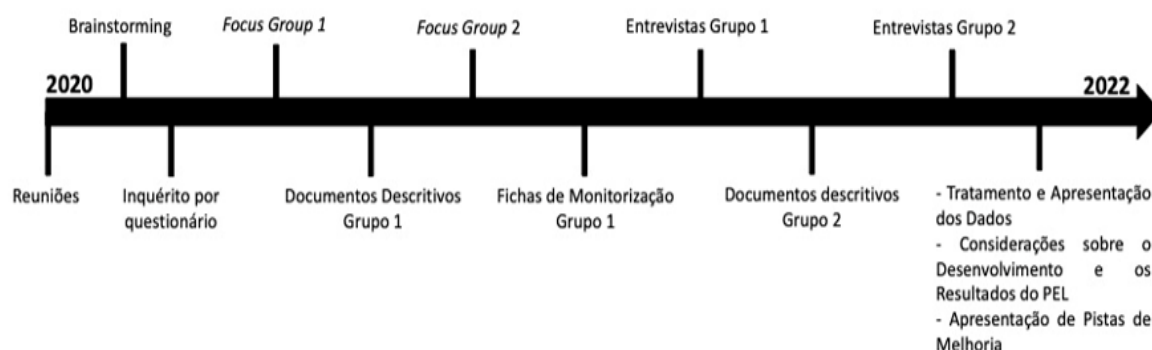 Brainstorming
Focus Group 1
Focus Group 2
Entrevistas Grupo 1
Entrevistas Grupo 2
2020
2022
Reuniões
Inquérito por
questionário
Documentos Descritivos
Grupo 1
Fichas de Monitorização
Grupo 1
Documentos descritivos
Grupo 2
- Tratamento e Apresentação
dos Dados
- Considerações sobre o
Desenvolvimento e os
Resultados do PEL
- Apresentação de Pistas de
Melhoria